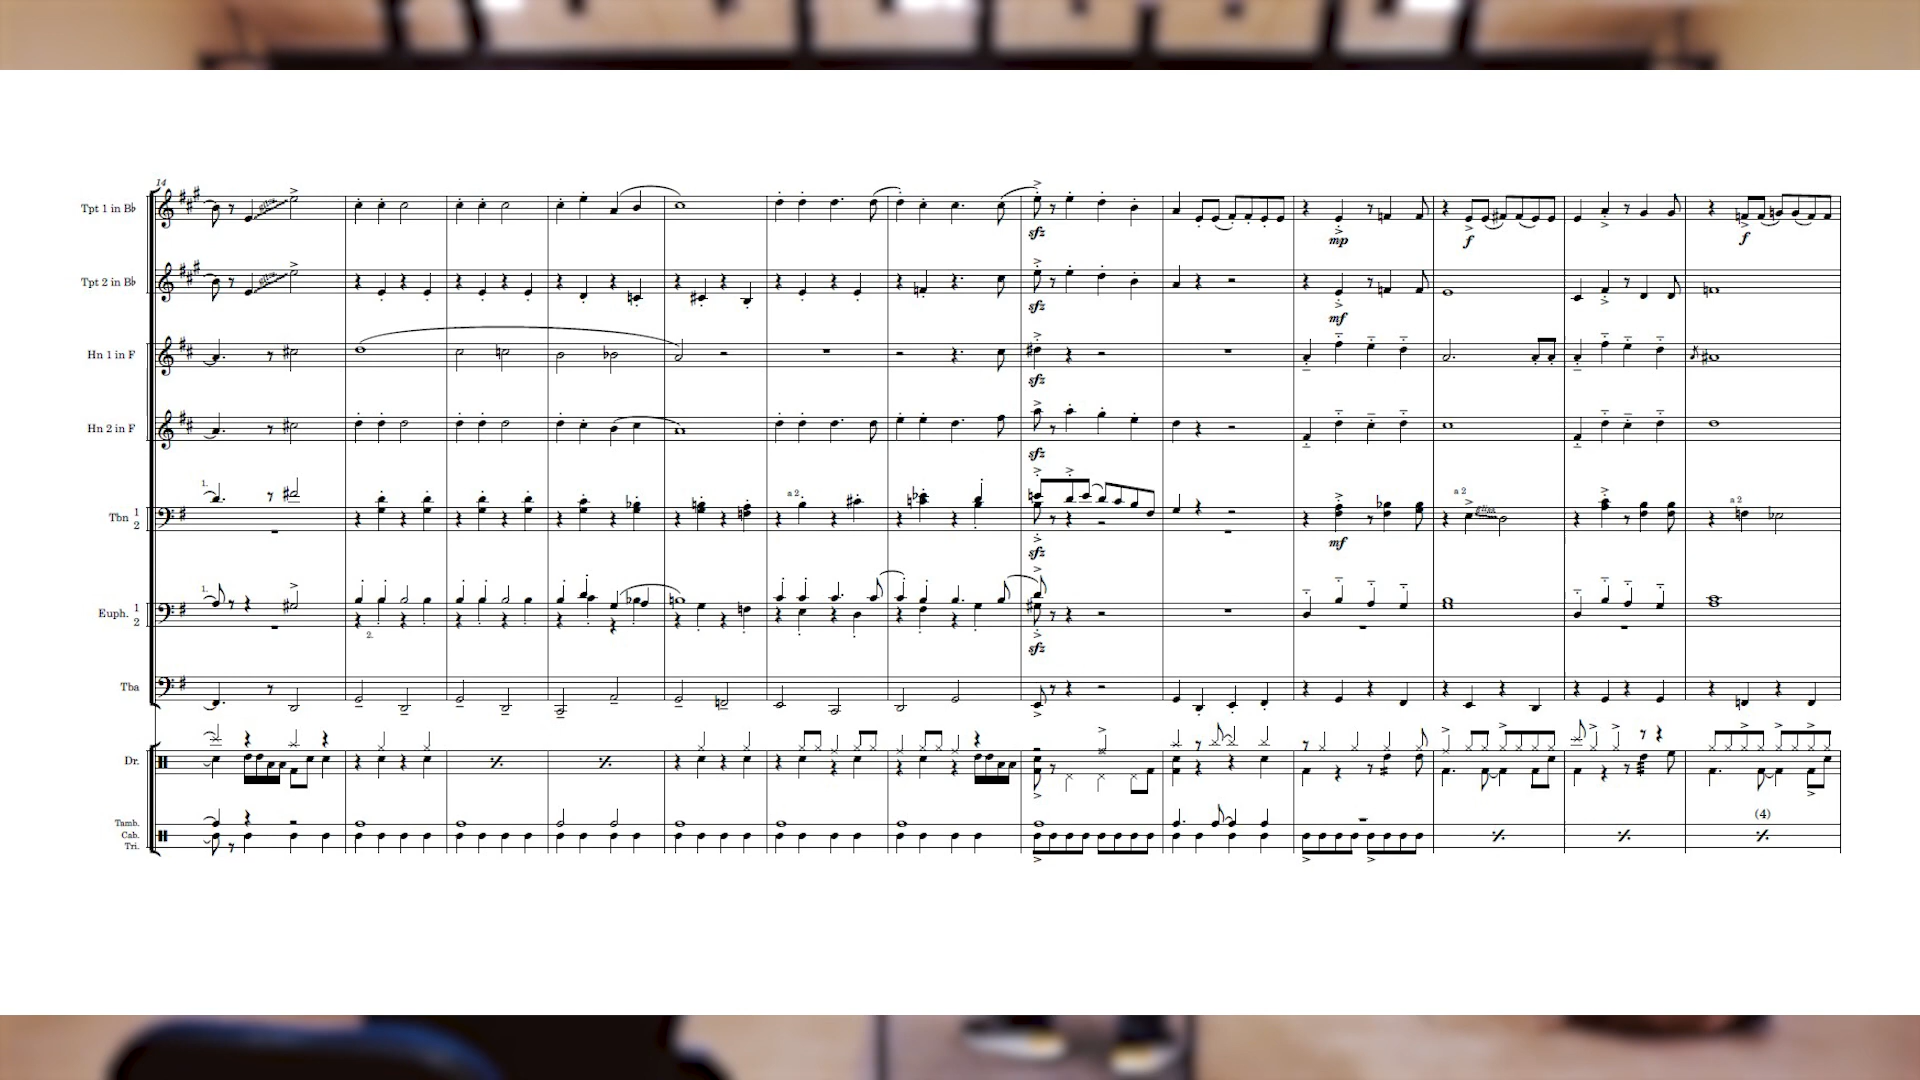 14
Tpt 1 in B♭
gliss.
sfz
mp
f
f
Tpt 2 in B♭
gliss.
sfz
mf
Hn 1 in F
sfz
Hn 2 in F
sfz
1.
a 2
a 2
a 2
Tbn 1
2
sfz
mf
1.
Euph. 1
2
2.
sfz
Tba
Dr.
Tamb.
Cab.
Tri.
(4)